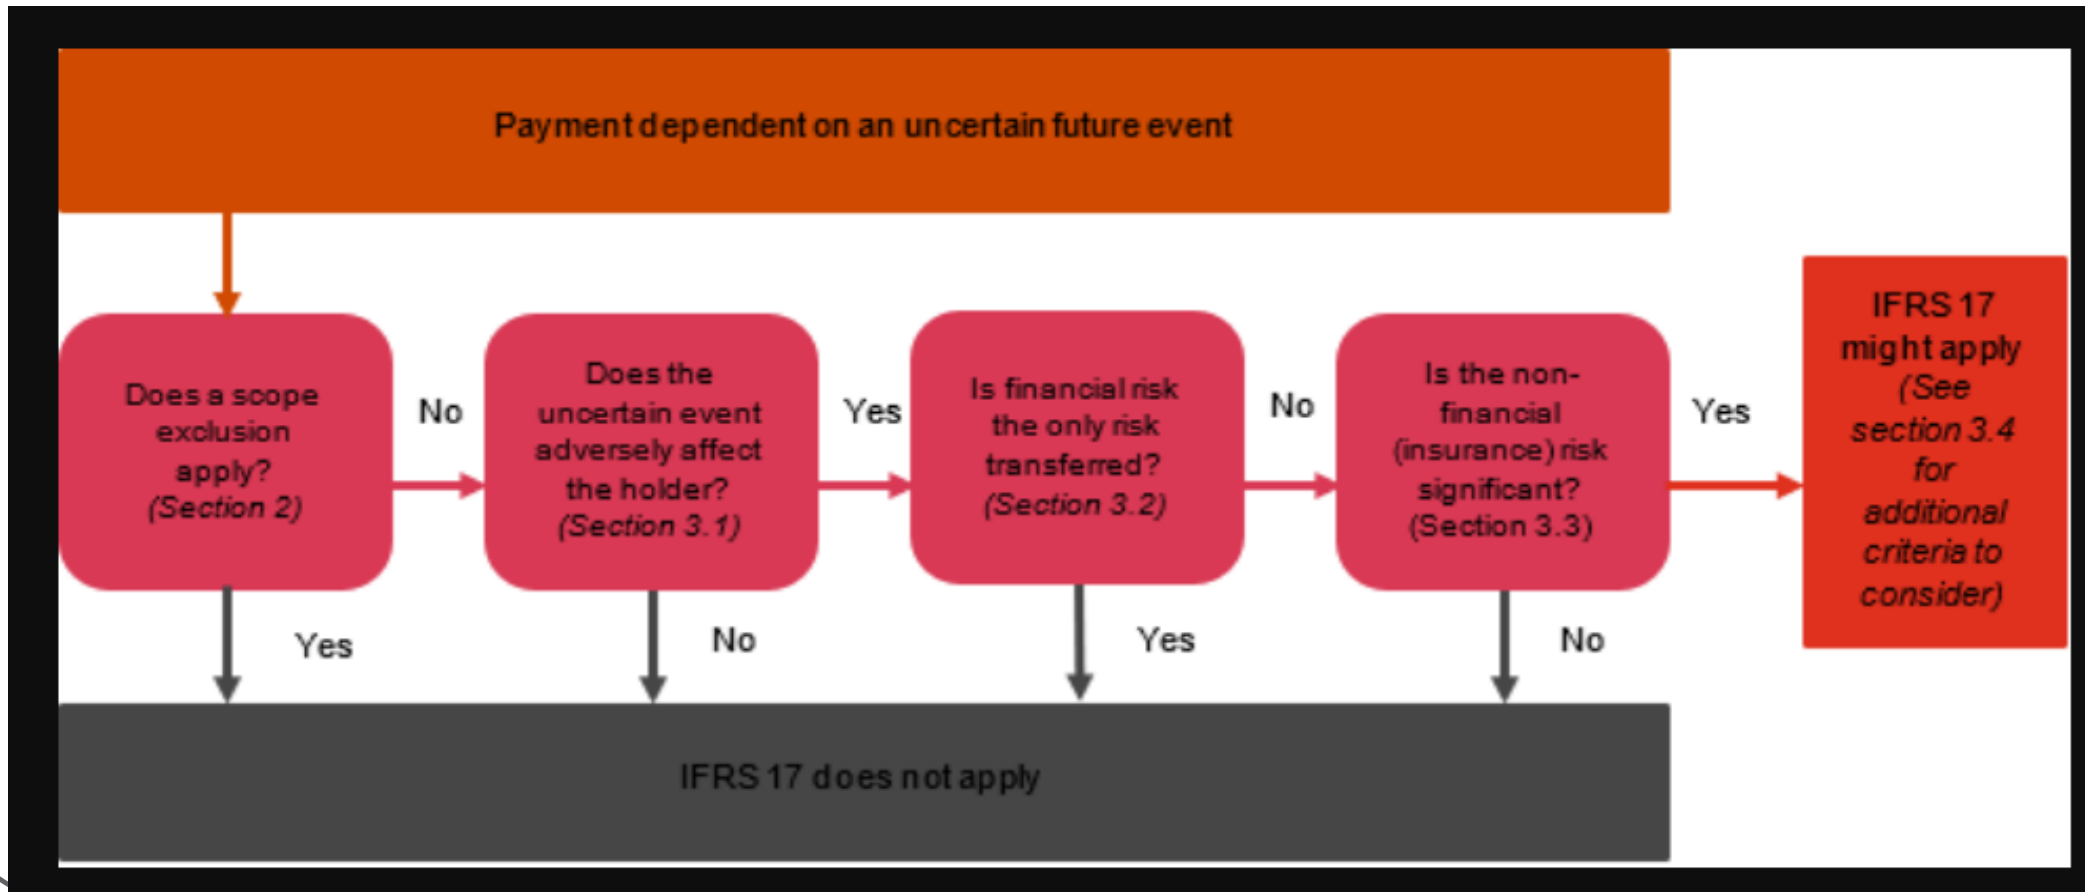 Payment dependent on an uncertain future event
Does a scope
exclusion
apply?
(Section 2)
No
Does the
uncertain event
adversely affect
the holder?
(Section 3.1)
Yes
Is financial risk
the only risk
transferred?
(Section 3.2)
No
Is the non-
financial
(insurance) risk
significant?
(Section 3.3)
Yes
IFRS 17
might apply
(See
section 3.4
for
additional
criteria to
consider)
Yes
No
Yes
No
IFRS 17 does not apply